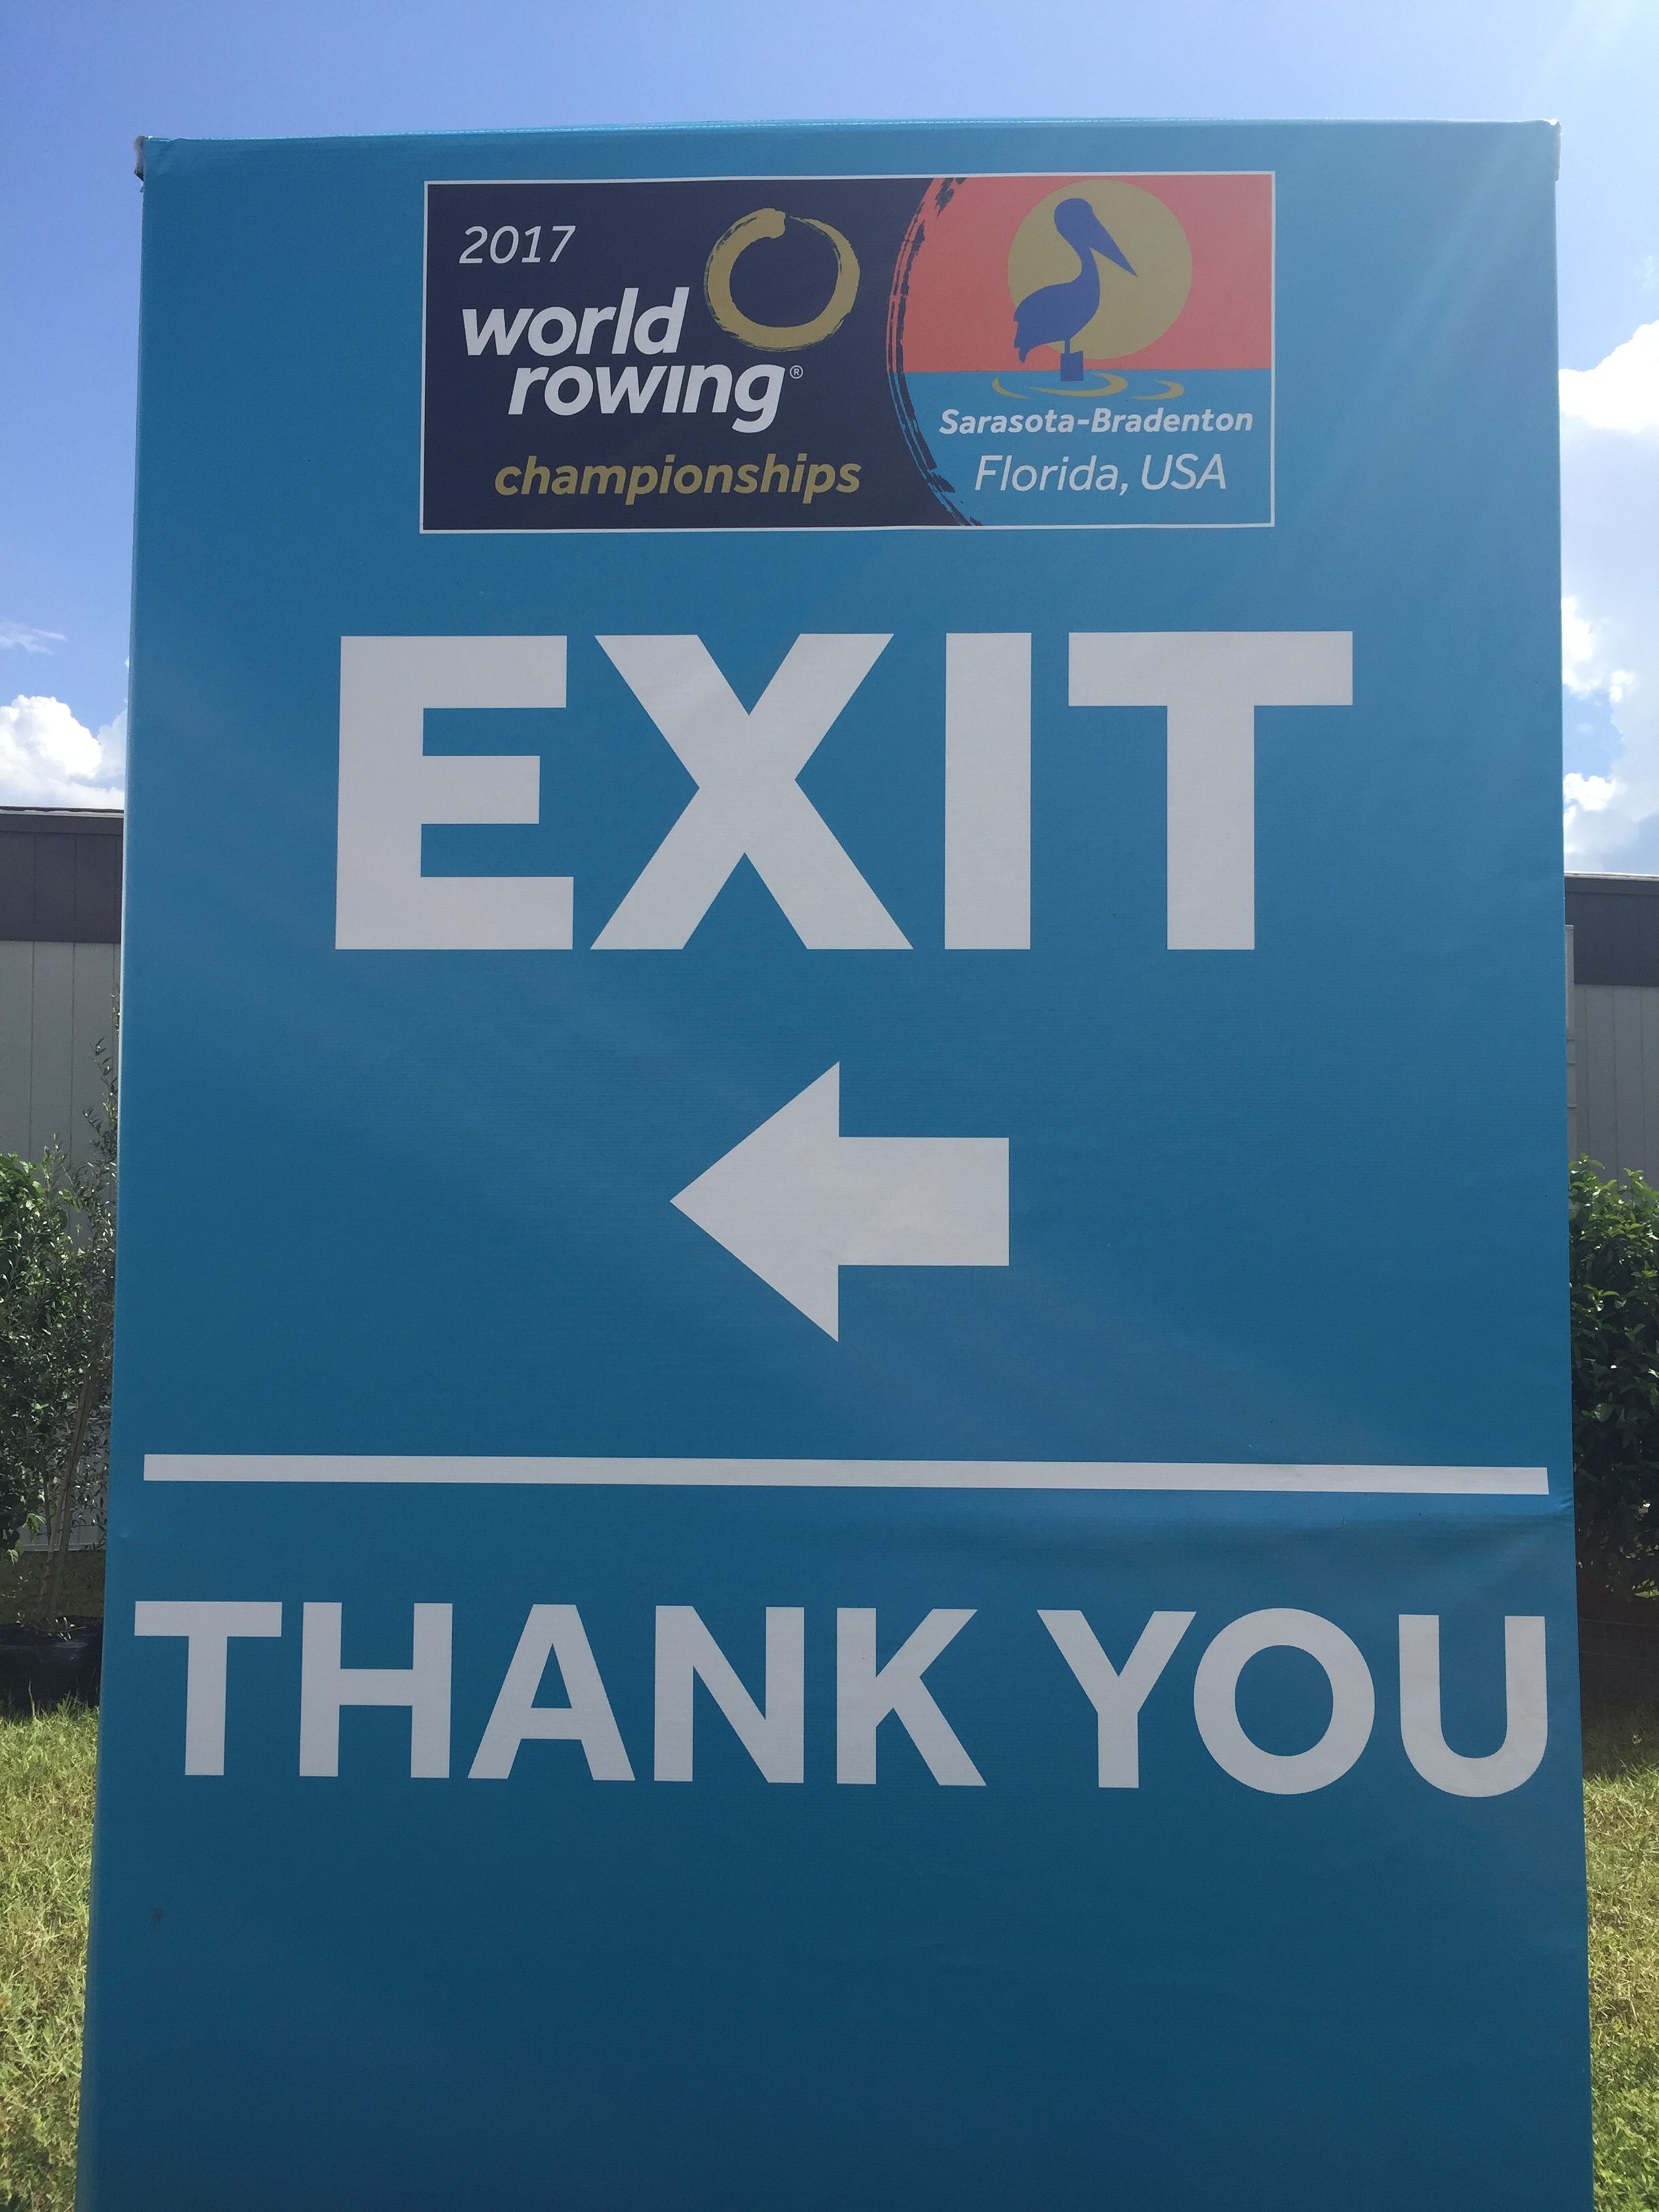 2017
world
rowing®
championships
Sarasota-Bradenton
Florida, USA
EXIT
THANK YOU